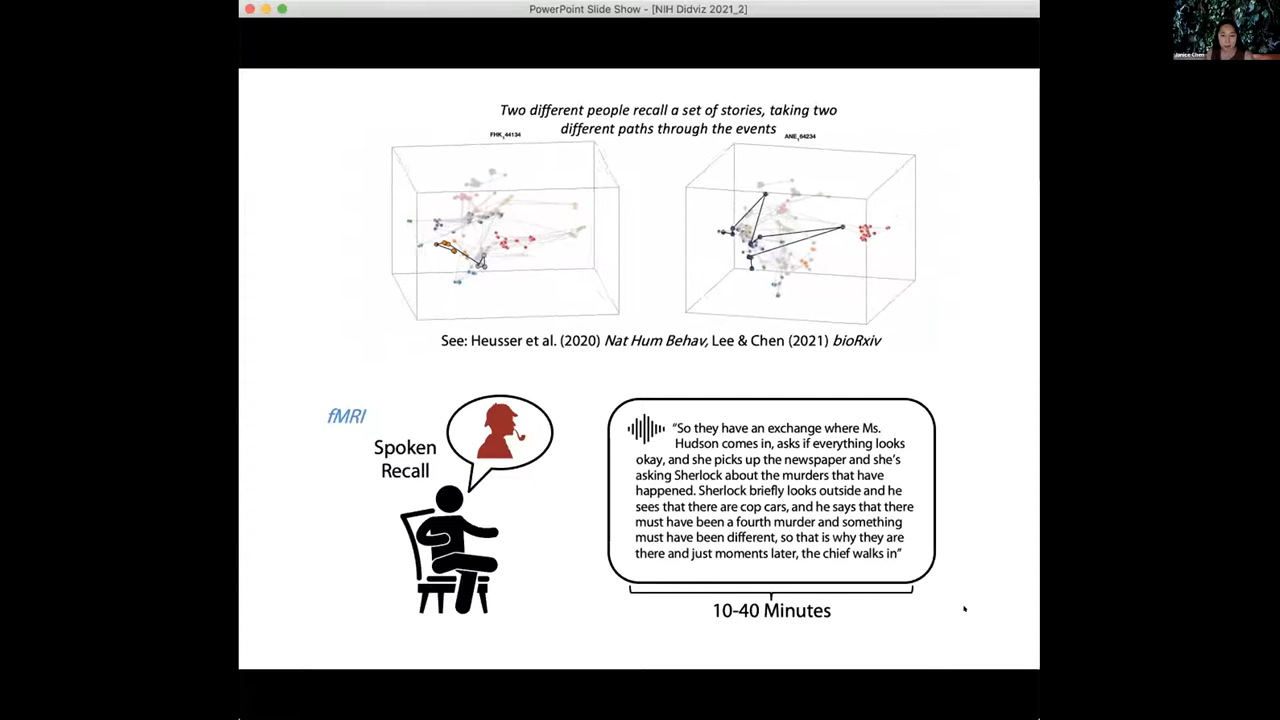 PowerPoint Slide Show - [NIH Didviz 2021_2]
Janice Chen
Two different people recall a set of stories, taking two
different paths through the events
FHK_44134
ANE_64234
See: Heusser et al. (2020) Nat Hum Behav, Lee & Chen (2021) bioRxiv
fMRI
Spoken
Recall
“So they have an exchange where Ms.
Hudson comes in, asks if everything looks
okay, and she picks up the newspaper and she’s
asking Sherlock about the murders that have
happened. Sherlock briefly looks outside and he
sees that there are cop cars, and he says that there
must have been a fourth murder and something
must have been different, so that is why they are
there and just moments later, the chief walks in”
10-40 Minutes